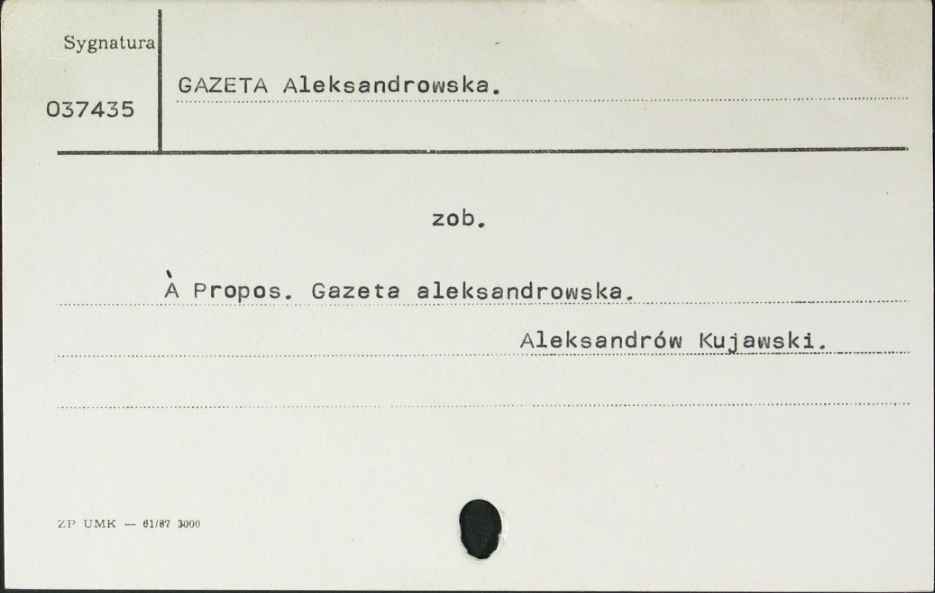 Sygnatura
GAZETA Aleksandrowska.
037435
zob.
À Propos. Gazeta aleksandrowska.
Aleksandrów Kujawski.
ZP UMK — 61/87 3000